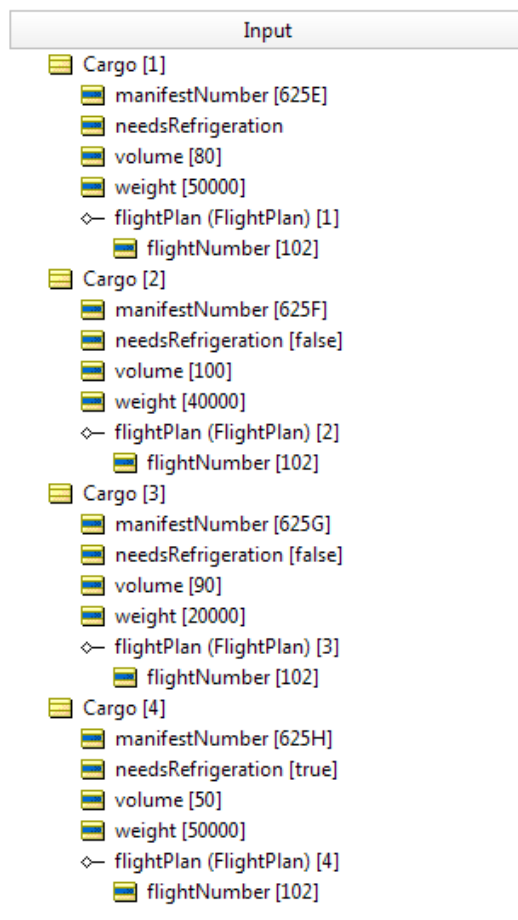 Input
Cargo [1]
manifestNumber [625E]
needsRefrigeration
volume [80]
weight [50000]
flightPlan (FlightPlan) [1]
flightNumber [102]
Cargo [2]
manifestNumber [625F]
needsRefrigeration [false]
volume [100]
weight [40000]
flightPlan (FlightPlan) [2]
flightNumber [102]
Cargo [3]
manifestNumber [625G]
needsRefrigeration [false]
volume [90]
weight [20000]
flightPlan (FlightPlan) [3]
flightNumber [102]
Cargo [4]
manifestNumber [625H]
needsRefrigeration [true]
volume [50]
weight [50000]
flightPlan (FlightPlan) [4]
flightNumber [102]